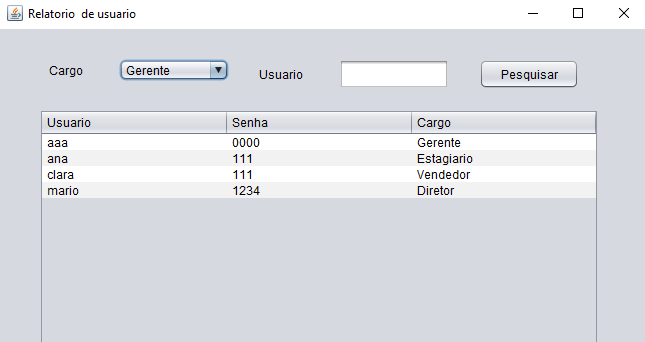 Relatorio de usuario
Cargo Gerente Usuario Pesquisar
Usuario Senha Cargo
aaa 0000 Gerente
ana 111 Estagiario
clara 111 Vendedor
mario 1234 Diretor